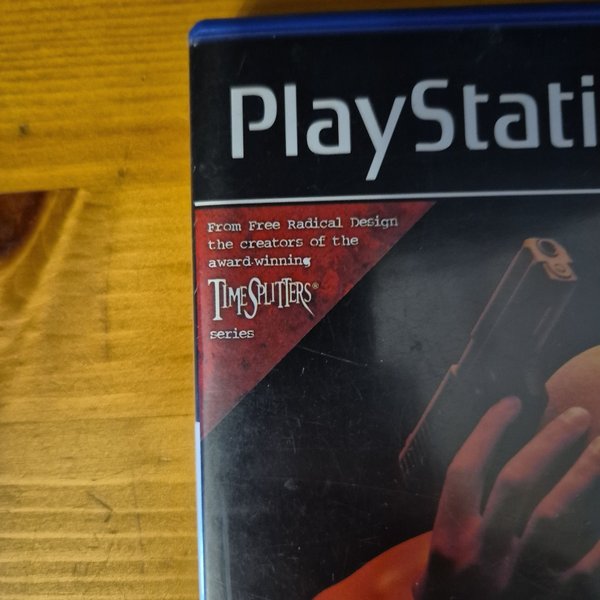 PlayStati
From Free Radical Design
the creators of the
award-winning
TIMESPLITTERS®
series